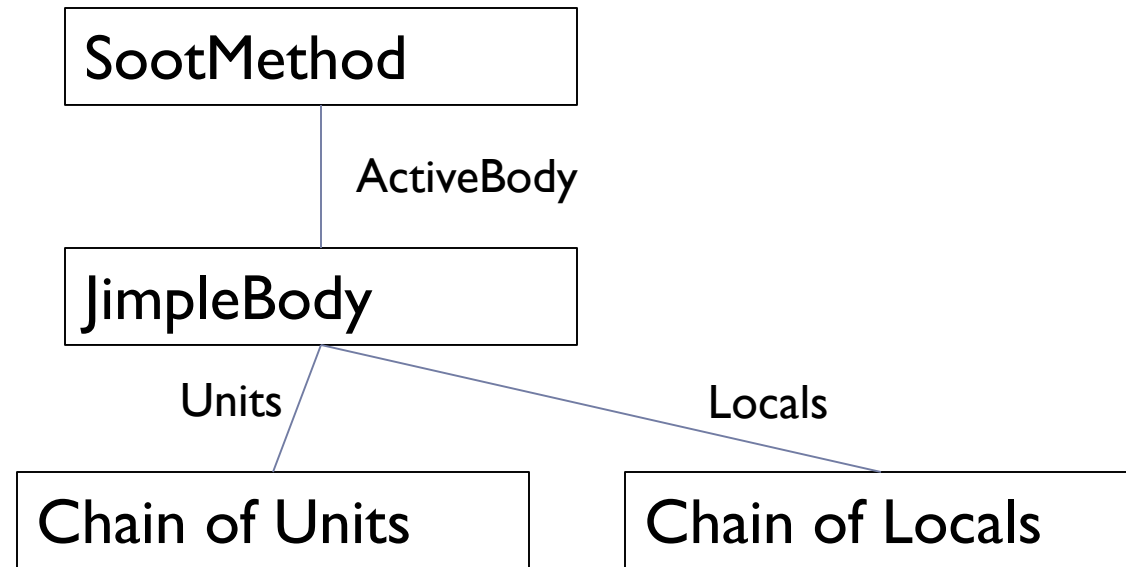 SootMethod
ActiveBody
JimpleBody
Units
Locals
Chain of Units
Chain of Locals